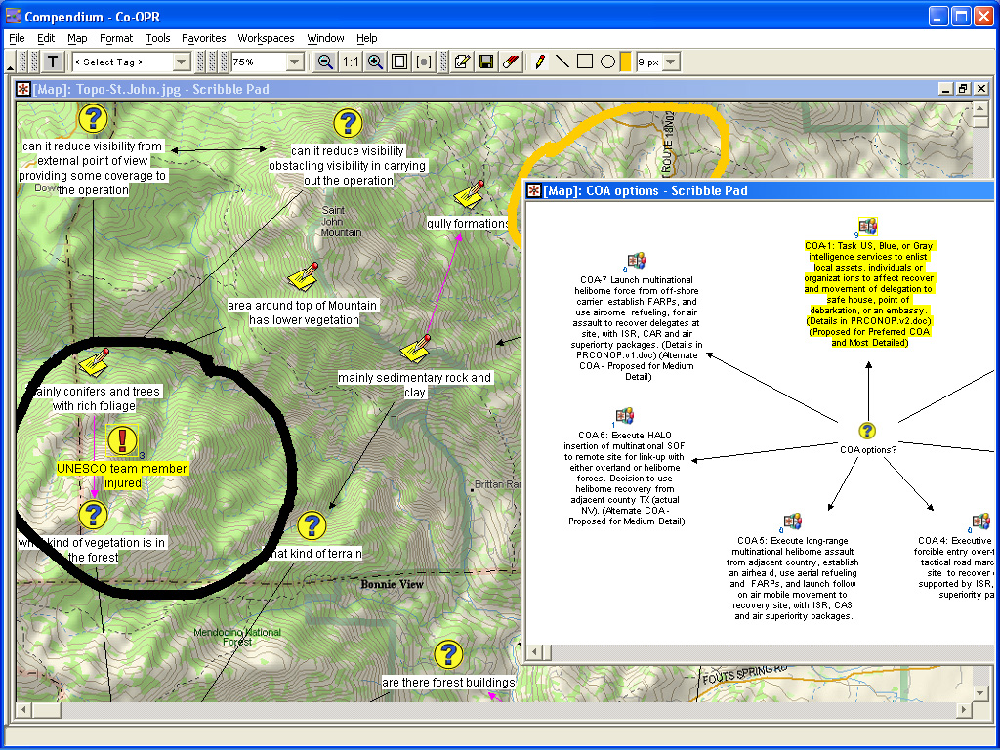 Compendium - Co-OPR
File Edit Map Format Tools Favorites Workspaces Window Help
T < Select Tag > 75% 1:1 9 px
[Map]: Topo-St.John.jpg - Scribble Pad
can it reduce visibility from
external point of view
providing some coverage to
the operation
can it reduce visibility
obstacling visibility in carrying
out the operation
ROUTE 18N02
Saint
John
Mountain
gully formations
area around top of Mountain
has lower vegetation
mainly sedimentary rock and
clay
ainly conifers and trees
with rich foliage
3
UNESCO team member
injured
kind of vegetation is in
the forest
hat kind of terrain
Brittan Ran
Bonnie View
Mendocino National
Forest
are there forest buildings
FOUTS SPRING RD
[Map]: COA options - Scribble Pad
9
COA-1: Task US, Blue, or Gray
intelligence services to enlist
local assets, individuals or
organizations to affect recover
and movement of delegation to
safe house, point of
debarkation, or an embassy.
(Details in PRCONOP.v2.doc)
(Proposed for Preferred COA
and Most Detailed)
COA-7 Launch multinational
heliborne force from off-shore
carrier, establish FARPs, and
use airborne refueling, for air
assault to recover delegates at
site, with ISR, CAR and air
superiority packages. (Details in
PRCONOP.v1.doc) (Alternate
COA - Proposed for Medium
Detail)
1
COA 6: Execute HALO
insertion of multinational SOF
to remote site for link-up with
either overland or heliborne
forces. Decision to use
heliborne recovery from
adjacent county TX (actual
NV). (Alternate COA -
Proposed for Medium Detail)
COA options?
COA 5: Execute long-range
multinational heliborne assault
from adjacent country, establish
an airhea d, use aerial refueling
and FARPs, and launch follow
on air mobile movement to
recovery site, with ISR, CAS
and air superiority packages.
COA 4: Executive
forcible entry over-l
tactical road marc
site to recover
supported by ISR,
superiority pa